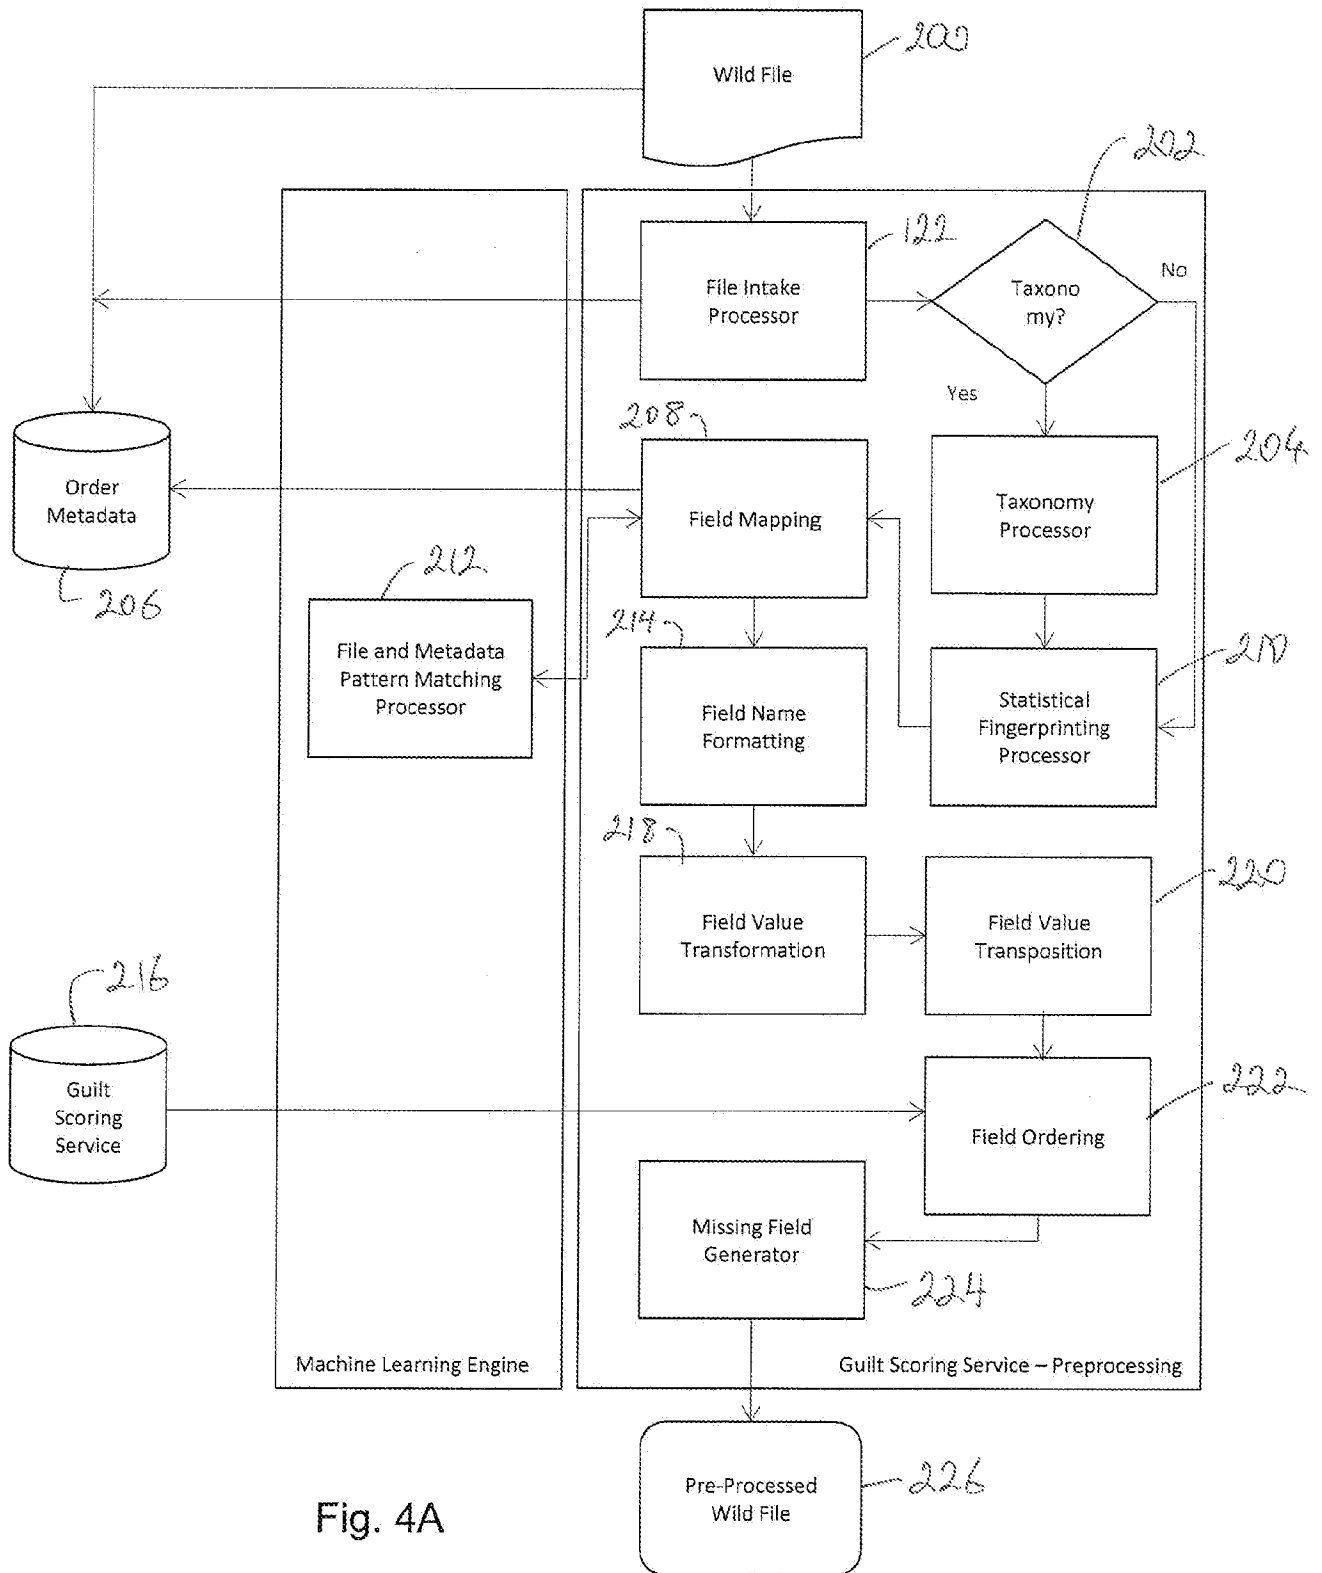 Wild File
200
202
122
File Intake
Processor
Taxono
my?
No
Yes
208
204
Order
Metadata
206
Field Mapping
Taxonomy
Processor
212
214
210
File and Metadata
Pattern Matching
Processor
Field Name
Formatting
Statistical
Fingerprinting
Processor
218
220
Field Value
Transformation
Field Value
Transposition
216
Guilt
Scoring
Service
222
Field Ordering
Missing Field
Generator
224
Machine Learning Engine
Guilt Scoring Service – Preprocessing
Pre-Processed
Wild File
226
Fig. 4A